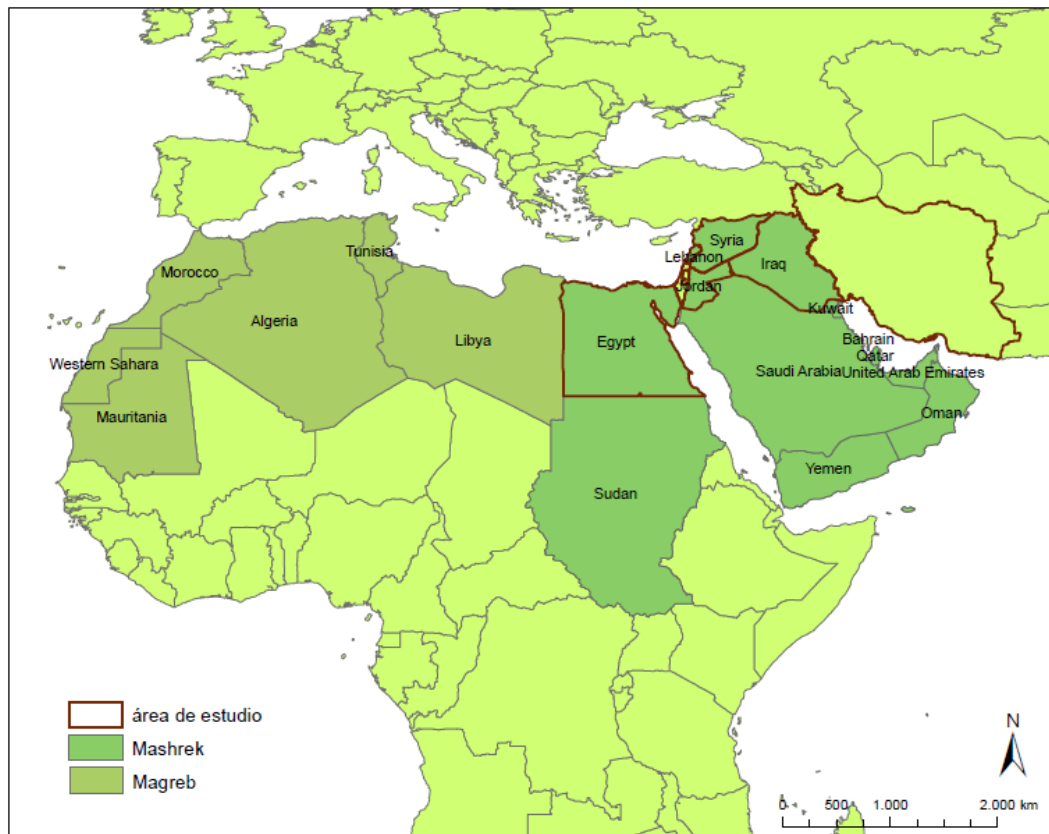 Tunisia
Morocco
Algeria
Libya
Western Sahara
Mauritania
Egypt
Sudan
Syria
Lebanon
Iraq
Jordan
Kuwait
Bahrain
Qatar
Saudi Arabia
United Arab Emirates
Oman
Yemen
área de estudio
Mashrek
Magreb
N
0 500 1.000 2.000 km